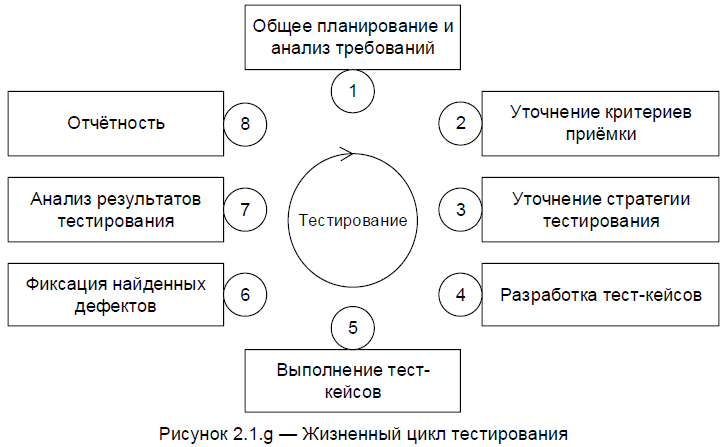 Общее планирование и
анализ требований
1
2
Уточнение критериев
приёмки
3
Уточнение стратегии
тестирования
4
Разработка тест-кейсов
5
Выполнение тест-
кейсов
6
Фиксация найденных
дефектов
7
Анализ результатов
тестирования
8
Отчётность
Тестирование
Рисунок 2.1.g — Жизненный цикл тестирования